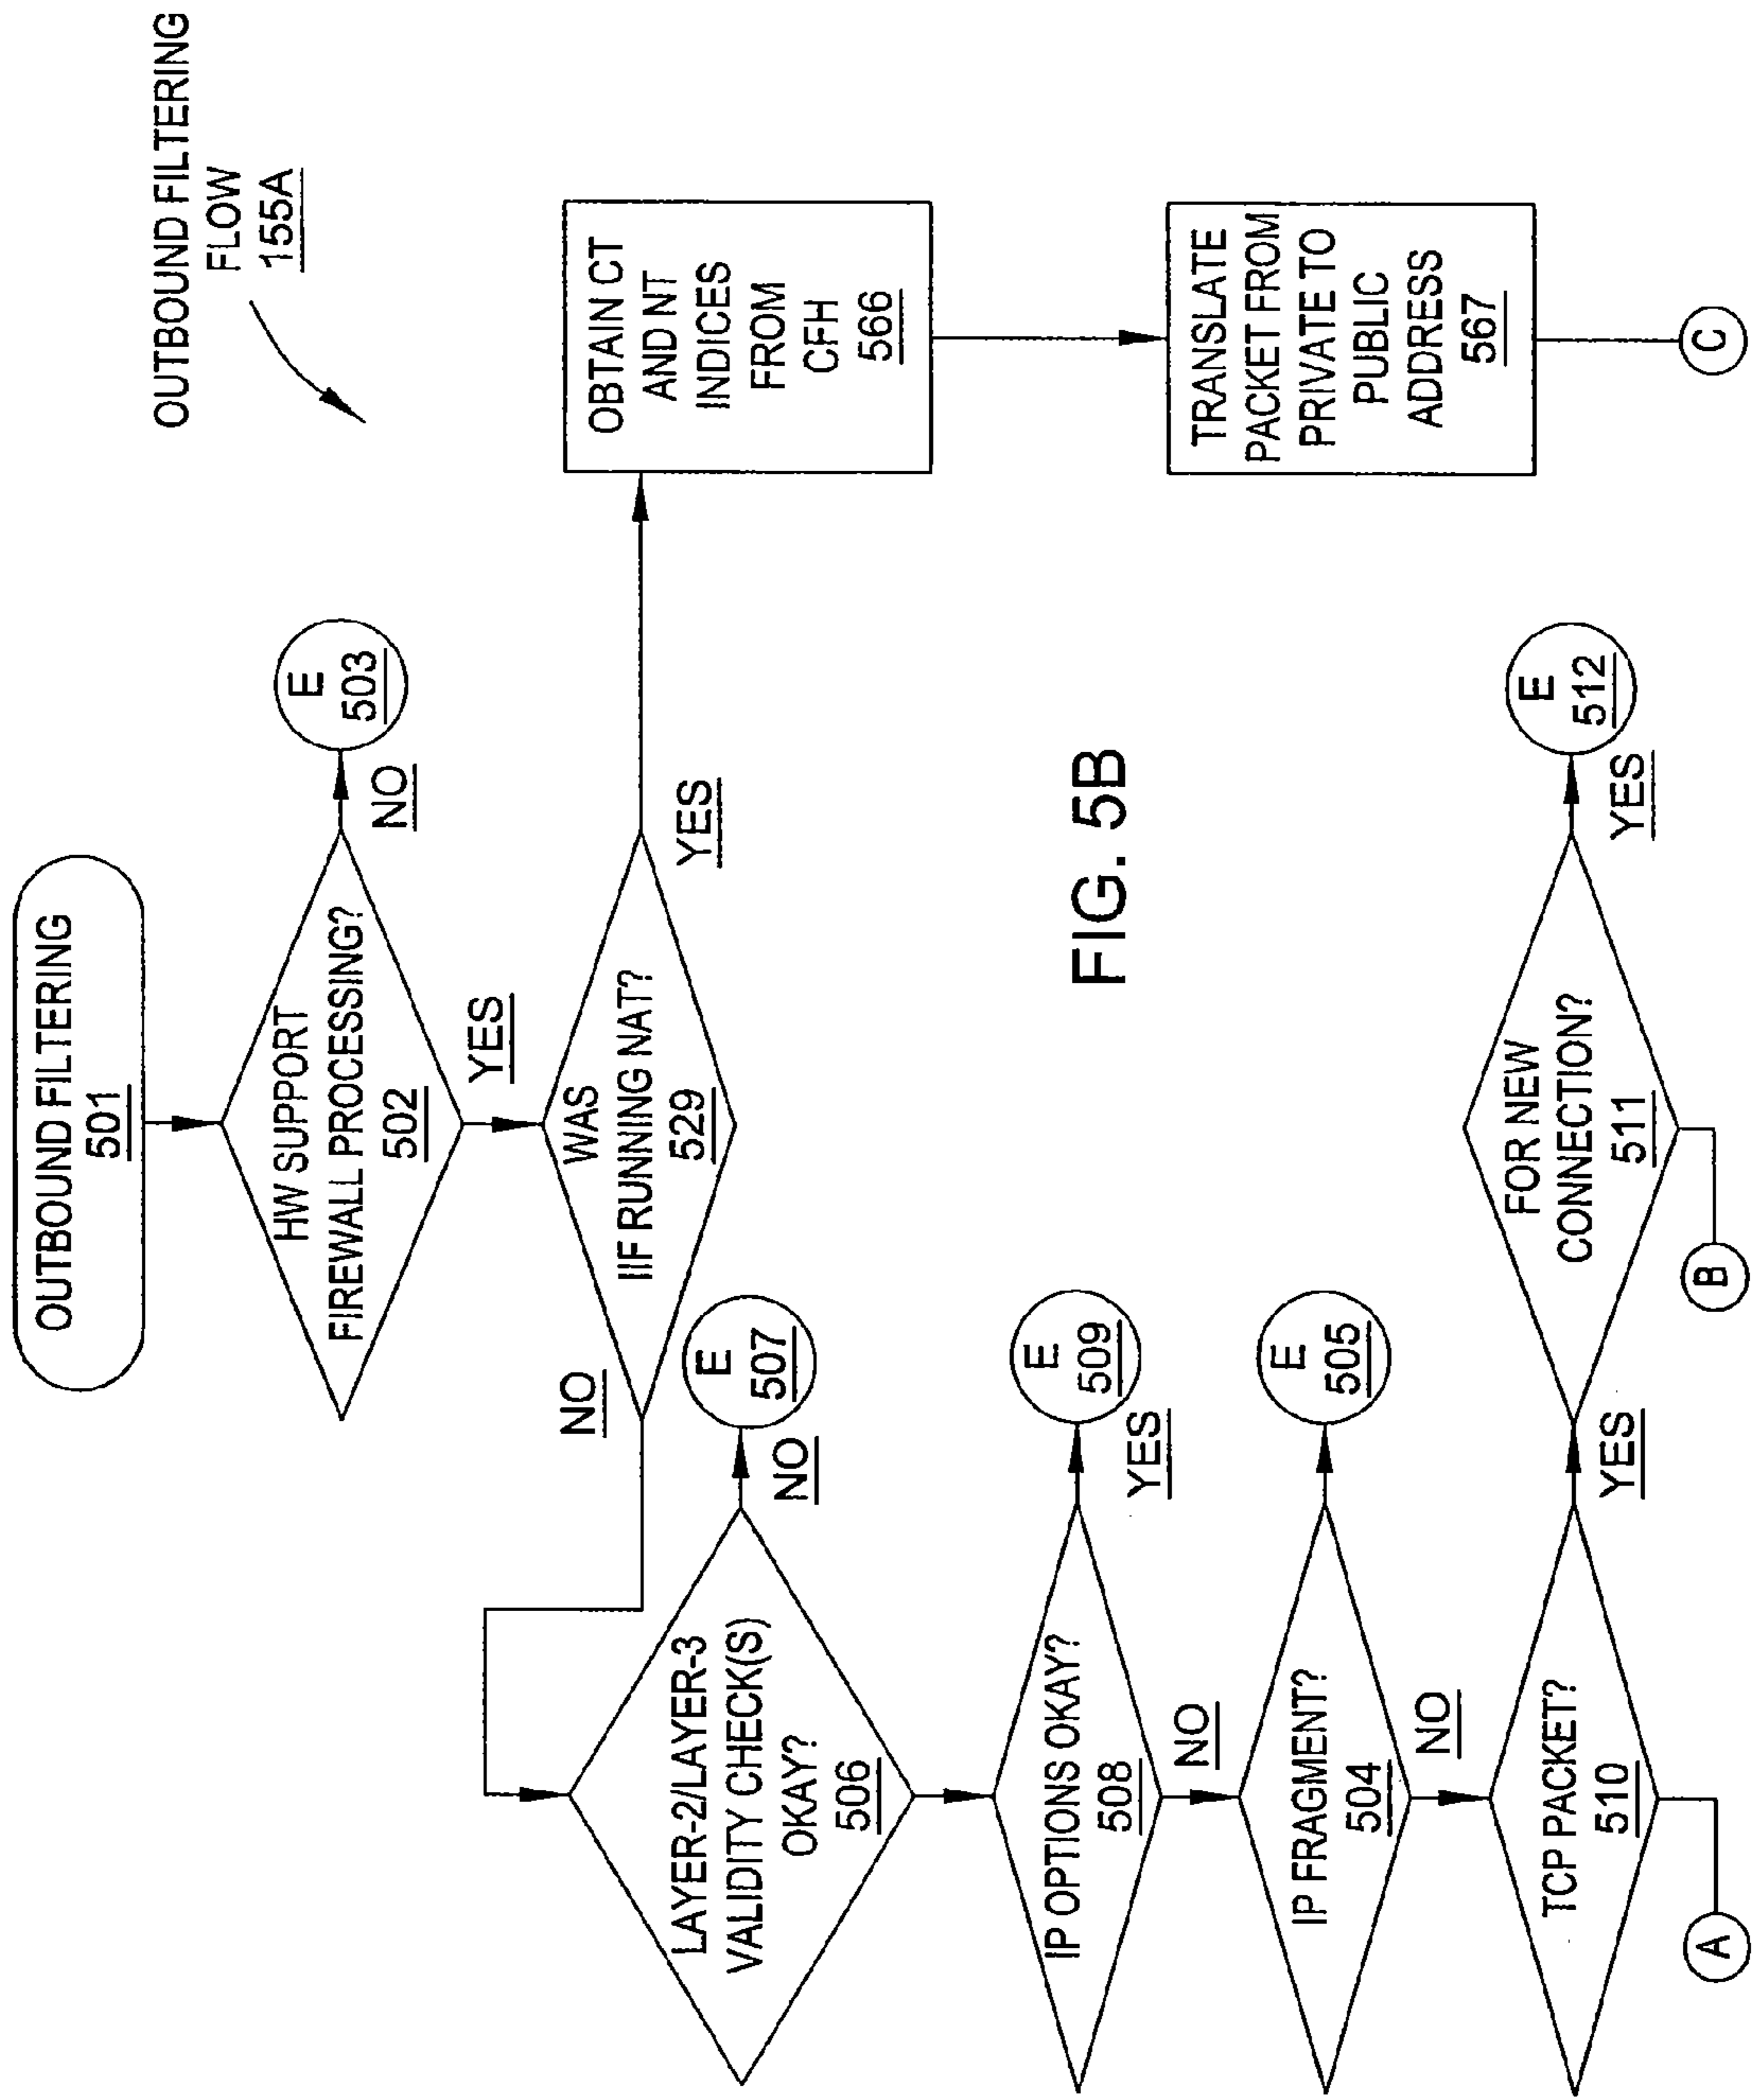 OUTBOUND FILTERING
FLOW
155A
OUTBOUND FILTERING
501
HW SUPPORT
FIREWALL PROCESSING?
502
NO
E
503
YES
WAS
IIF RUNNING NAT?
529
YES
OBTAIN CT
AND NT
INDICES
FROM
CFH
566
TRANSLATE
PACKET FROM
PRIVATE TO
PUBLIC
ADDRESS
567
C
NO
LAYER-2/LAYER-3
VALIDITY CHECK(S)
OKAY?
506
NO
E
507
IP OPTIONS OKAY?
508
YES
E
509
NO
IP FRAGMENT?
504
E
505
NO
TCP PACKET?
510
YES
A
FOR NEW
CONNECTION?
511
YES
E
512
B
FIG. 5B